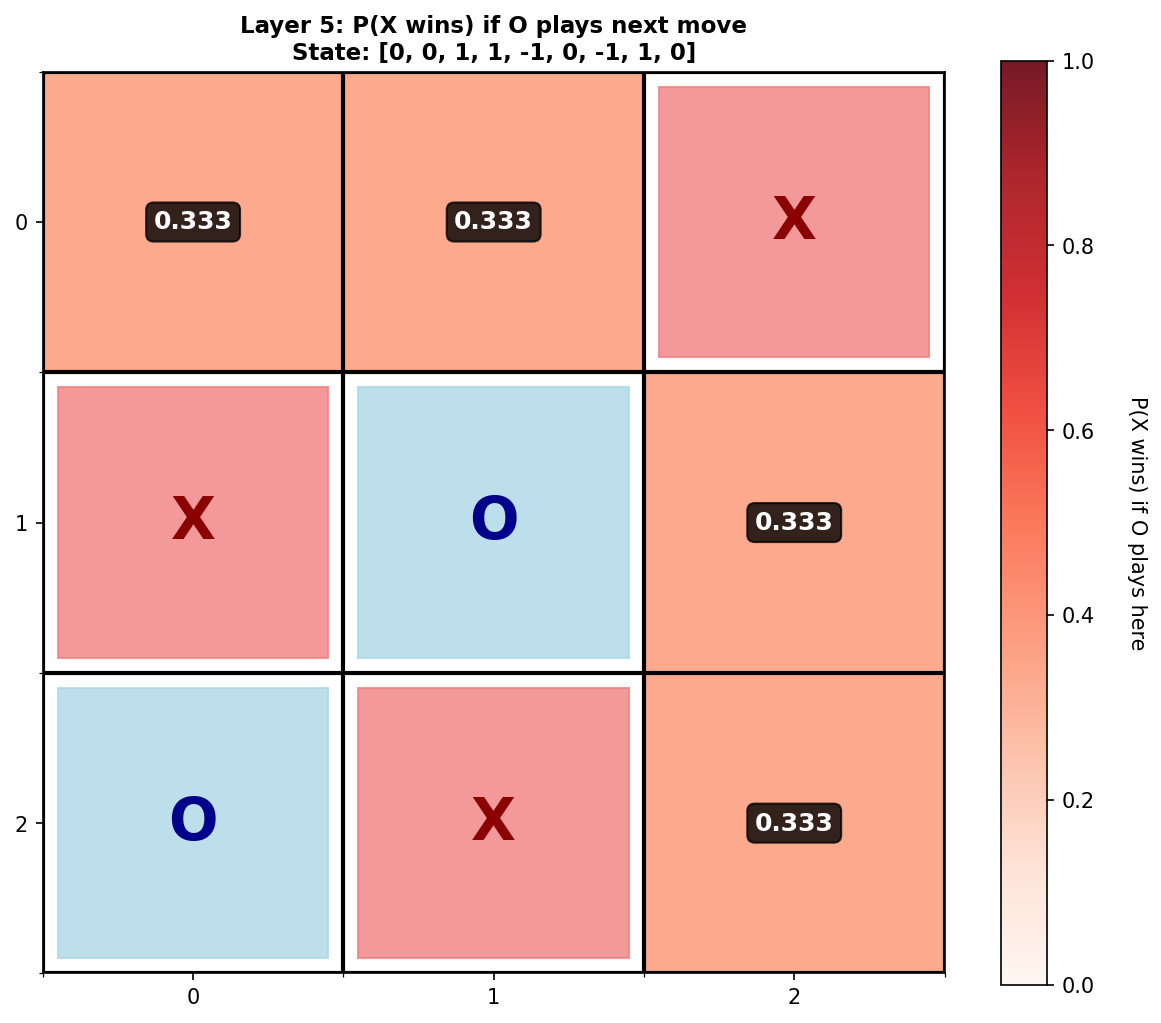 Layer 5: P(X wins) if O plays next move
State: [0, 0, 1, 1, -1, 0, -1, 1, 0]
0
0.333
0.333
X
1
X
O
0.333
2
O
X
0.333
0
1
2
1.0
0.8
0.6
0.4
0.2
0.0
P(X wins) if O plays here